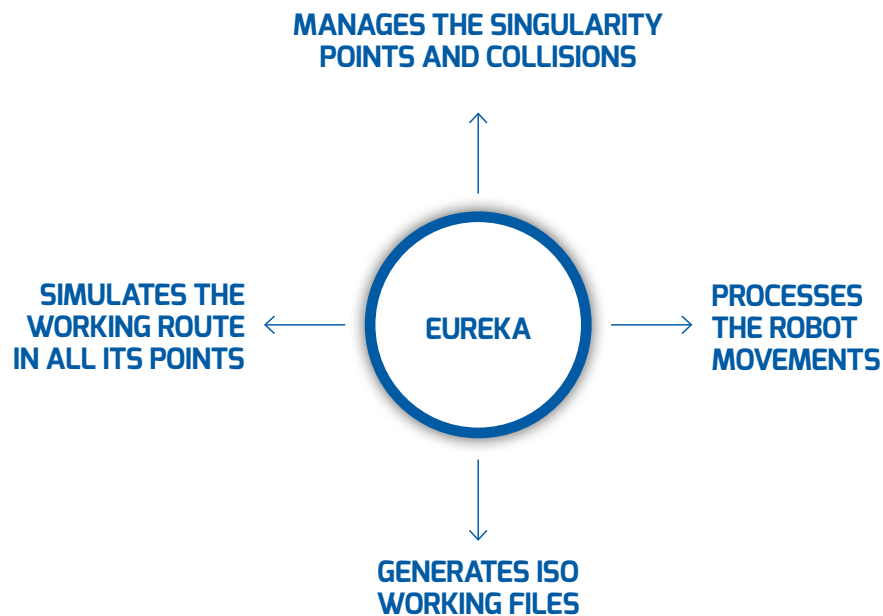 MANAGES THE SINGULARITY
POINTS AND COLLISIONS
SIMULATES THE
WORKING ROUTE
IN ALL ITS POINTS
EUREKA
PROCESSES
THE ROBOT
MOVEMENTS
GENERATES ISO
WORKING FILES